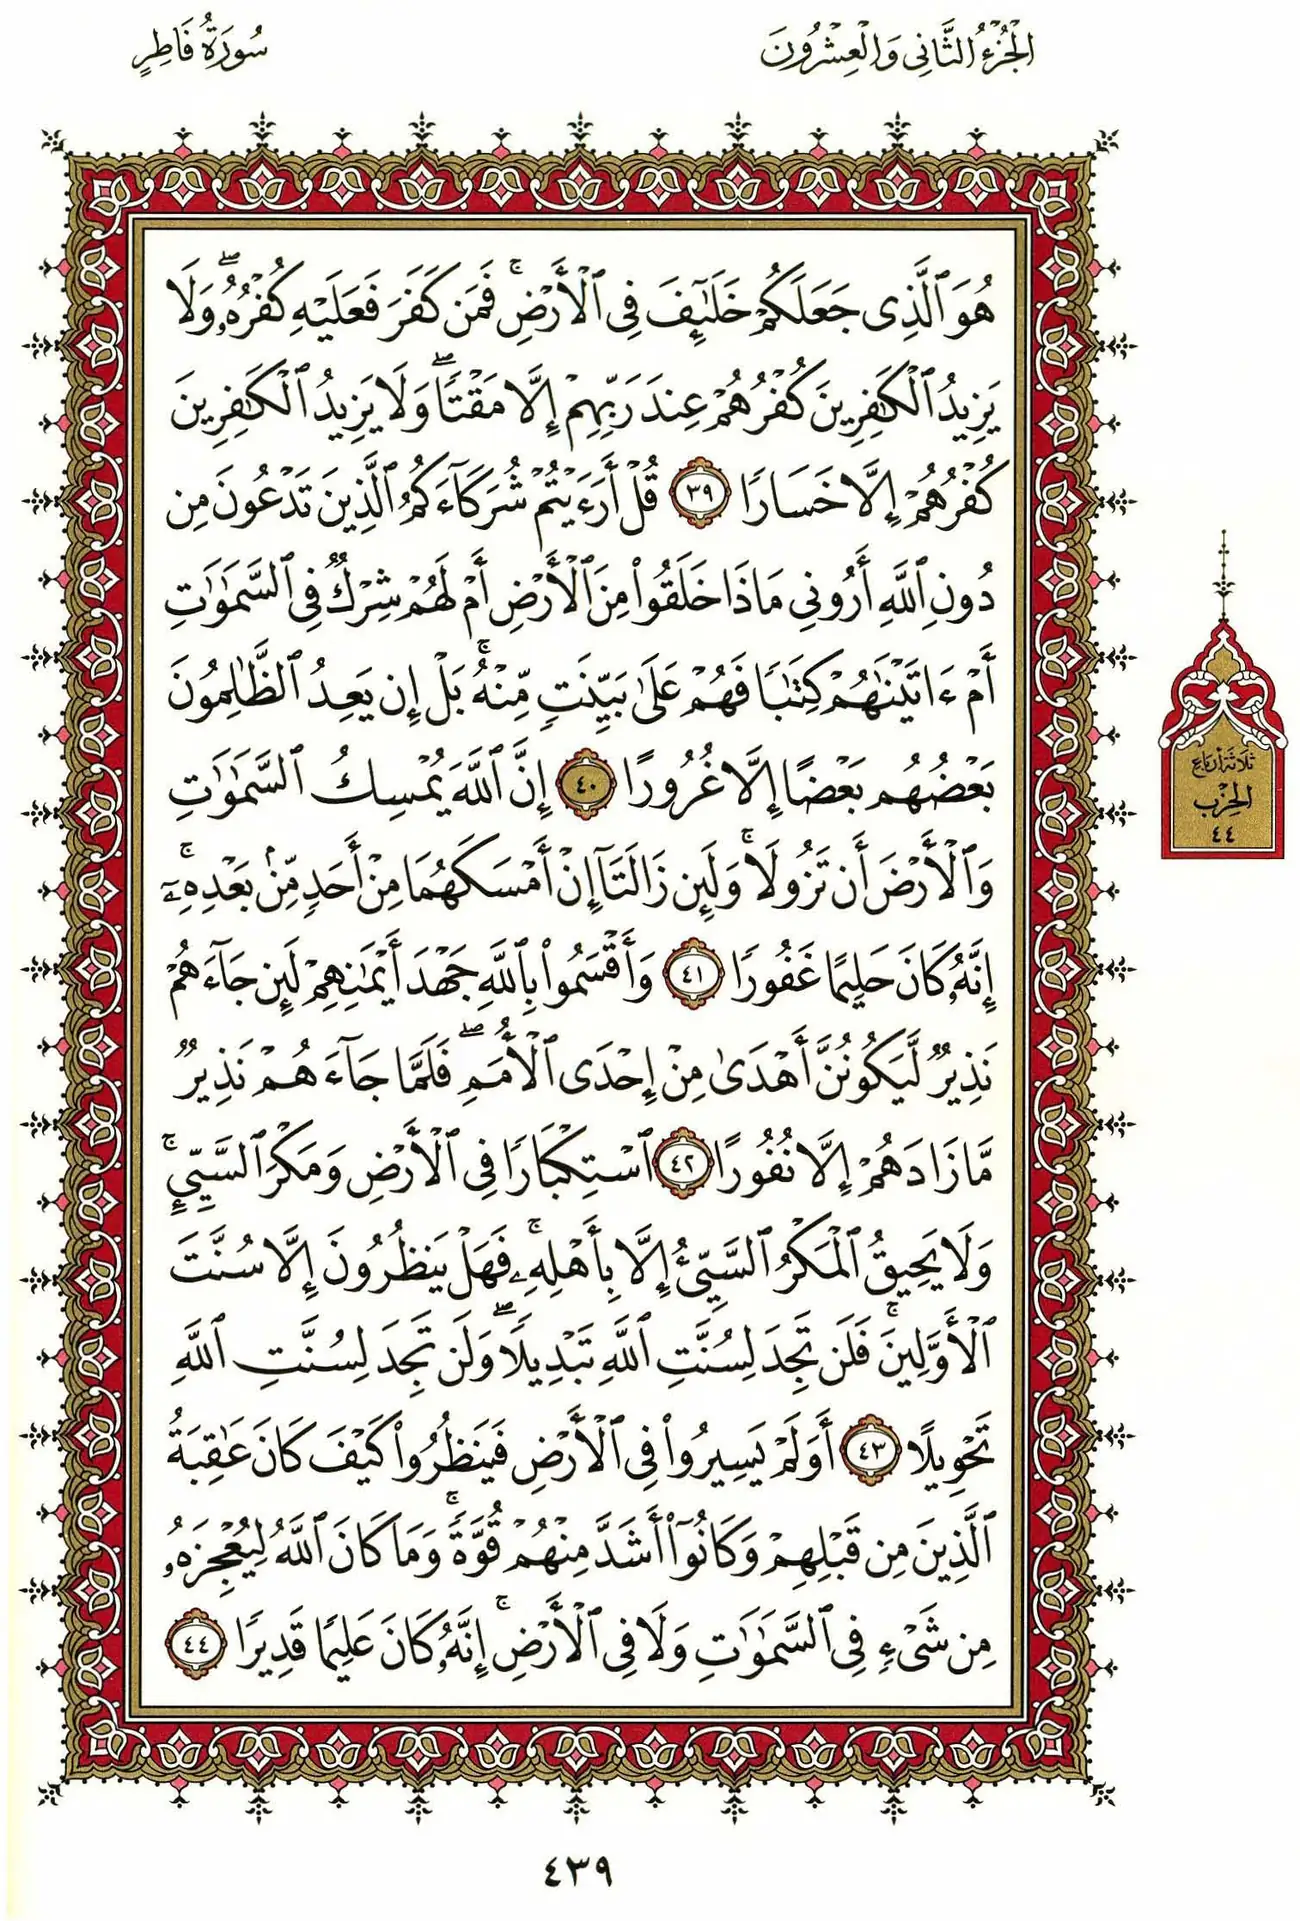 الجُزْءُ الثَّانِي وَالْعِشْرُونَ
سُورَةُ فَاطِرٍ
هُوَ ٱلَّذِى جَعَلَكُمْ خَلَٰٓئِفَ فِى ٱلْأَرْضِۚ فَمَن كَفَرَ فَعَلَيْهِ كُفْرُهُۥۖ وَلَا
يَزِيدُ ٱلْكَٰفِرِينَ كُفْرُهُمْ عِندَ رَبِّهِمْ إِلَّا مَقْتًاۖ وَلَا يَزِيدُ ٱلْكَٰفِرِينَ
كُفْرُهُمْ إِلَّا خَسَارًا ٣٩ قُلْ أَرَءَيْتُمْ شُرَكَآءَكُمُ ٱلَّذِينَ تَدْعُونَ مِن
دُونِ ٱللَّهِ أَرُونِى مَاذَا خَلَقُوا۟ مِنَ ٱلْأَرْضِ أَمْ لَهُمْ شِرْكٌ فِى ٱلسَّمَٰوَٰتِ
أَمْ ءَاتَيْنَٰهُمْ كِتَٰبًا فَهُمْ عَلَىٰ بَيِّنَتٍ مِّنْهُۚ بَلْ إِن يَعِدُ ٱلظَّٰلِمُونَ
بَعْضُهُم بَعْضًا إِلَّا غُرُورًا ٤٠ إِنَّ ٱللَّهَ يُمْسِكُ ٱلسَّمَٰوَٰتِ
وَٱلْأَرْضَ أَن تَزُولَاۚ وَلَئِن زَالَتَآ إِنْ أَمْسَكَهُمَا مِنْ أَحَدٍ مِّنۢ بَعْدِهِۦٓۚ
إِنَّهُۥ كَانَ حَلِيمًا غَفُورًا ٤١ وَأَقْسَمُوا۟ بِٱللَّهِ جَهْدَ أَيْمَٰنِهِمْ لَئِن جَآءَهُمْ
نَذِيرٌ لَّيَكُونُنَّ أَهْدَىٰ مِنْ إِحْدَى ٱلْأُمَمِۖ فَلَمَّا جَآءَهُمْ نَذِيرٌ
مَّا زَادَهُمْ إِلَّا نُفُورًا ٤٢ ٱسْتِكْبَارًا فِى ٱلْأَرْضِ وَمَكْرَ ٱلسَّيِّئِۚ
وَلَا يَحِيقُ ٱلْمَكْرُ ٱلسَّيِّئُ إِلَّا بِأَهْلِهِۦۚ فَهَلْ يَنظُرُونَ إِلَّا سُنَّتَ
ٱلْأَوَّلِينَۚ فَلَن تَجِدَ لِسُنَّتِ ٱللَّهِ تَبْدِيلًاۖ وَلَن تَجِدَ لِسُنَّتِ ٱللَّهِ
تَحْوِيلًا ٤٣ أَوَلَمْ يَسِيرُوا۟ فِى ٱلْأَرْضِ فَيَنظُرُوا۟ كَيْفَ كَانَ عَٰقِبَةُ
ٱلَّذِينَ مِن قَبْلِهِمْ وَكَانُوٓا۟ أَشَدَّ مِنْهُمْ قُوَّةًۚ وَمَا كَانَ ٱللَّهُ لِيُعْجِزَهُۥ
مِن شَىْءٍ فِى ٱلسَّمَٰوَٰتِ وَلَا فِى ٱلْأَرْضِۚ إِنَّهُۥ كَانَ عَلِيمًا قَدِيرًا ٤٤
ثَلَاثَةُ أَرْبَاع
الحِزْب
٤٤
٤٣٩